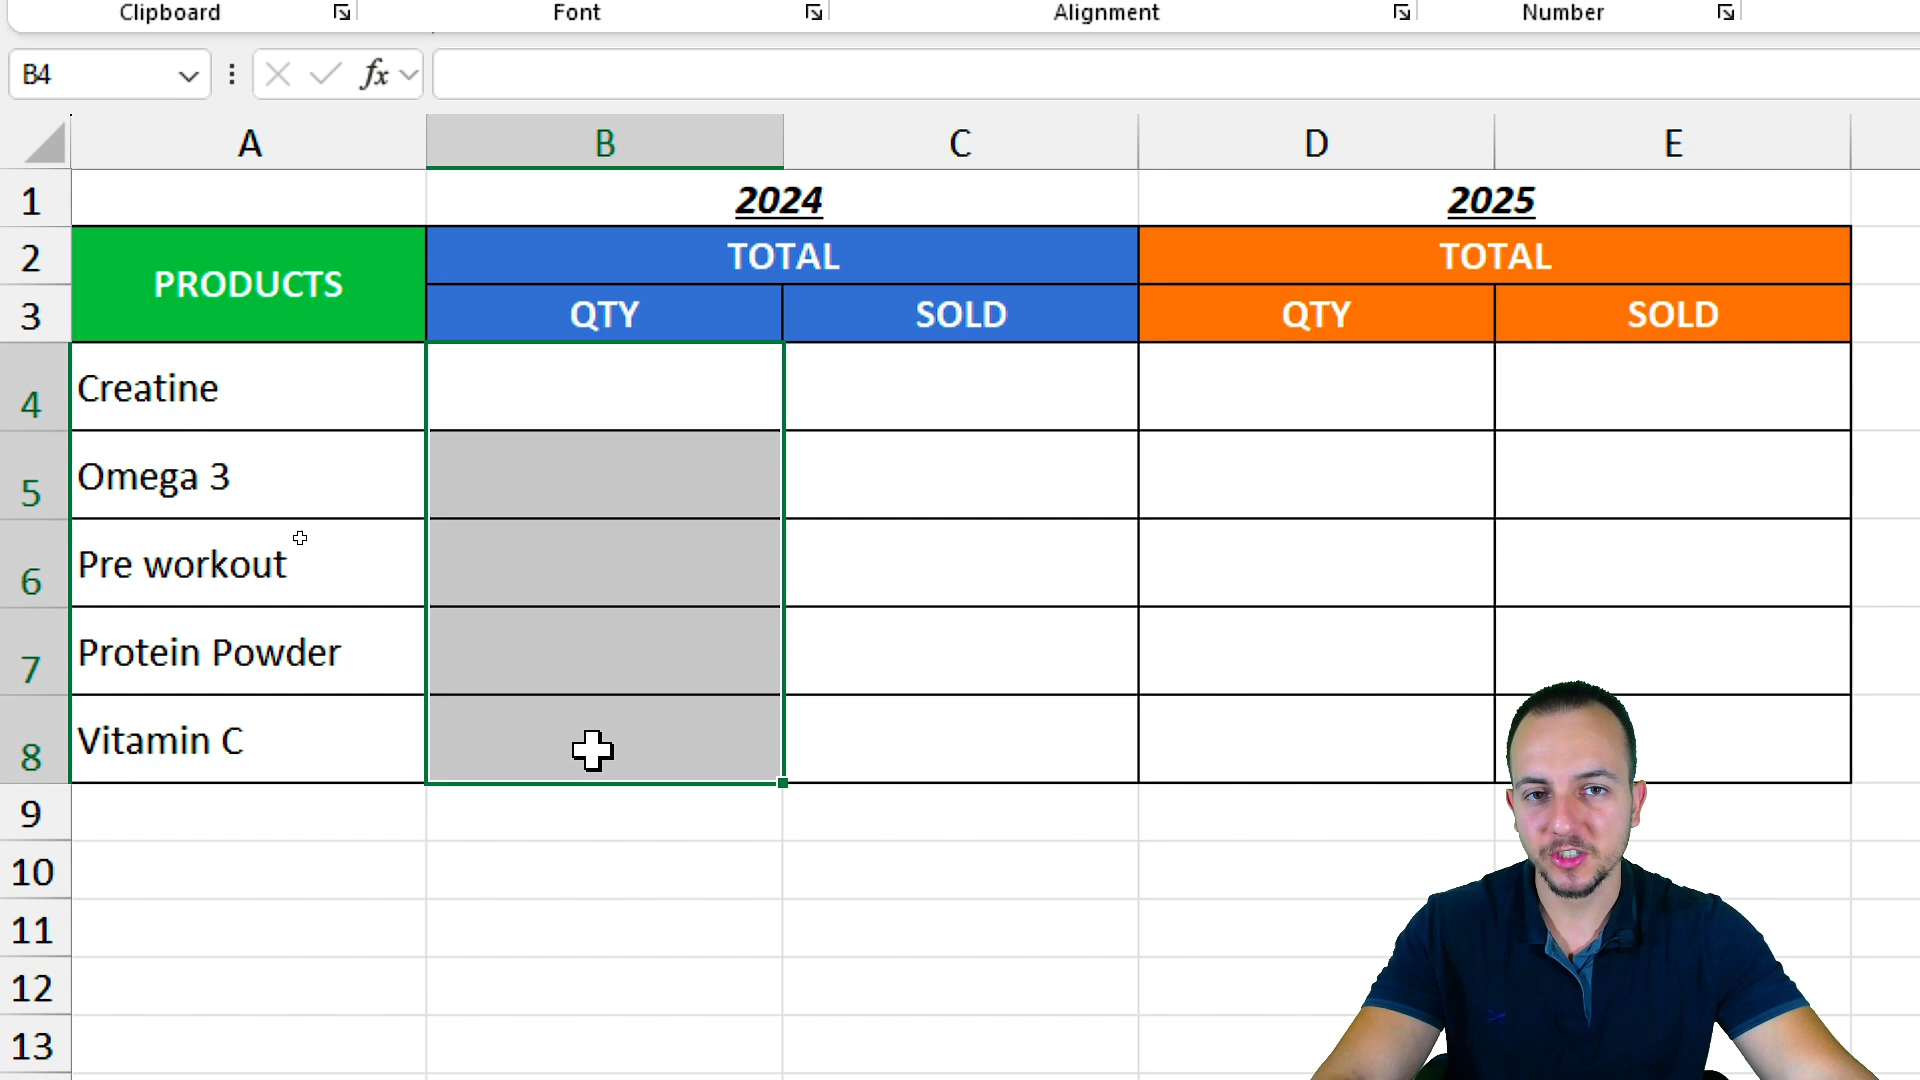 Clipboard Font Alignment Number
B4 fx
A B C D E
1 2024 2025
2 PRODUCTS TOTAL TOTAL
3 QTY SOLD QTY SOLD
4 Creatine
5 Omega 3
6 Pre workout
7 Protein Powder
8 Vitamin C
9
10
11
12
13